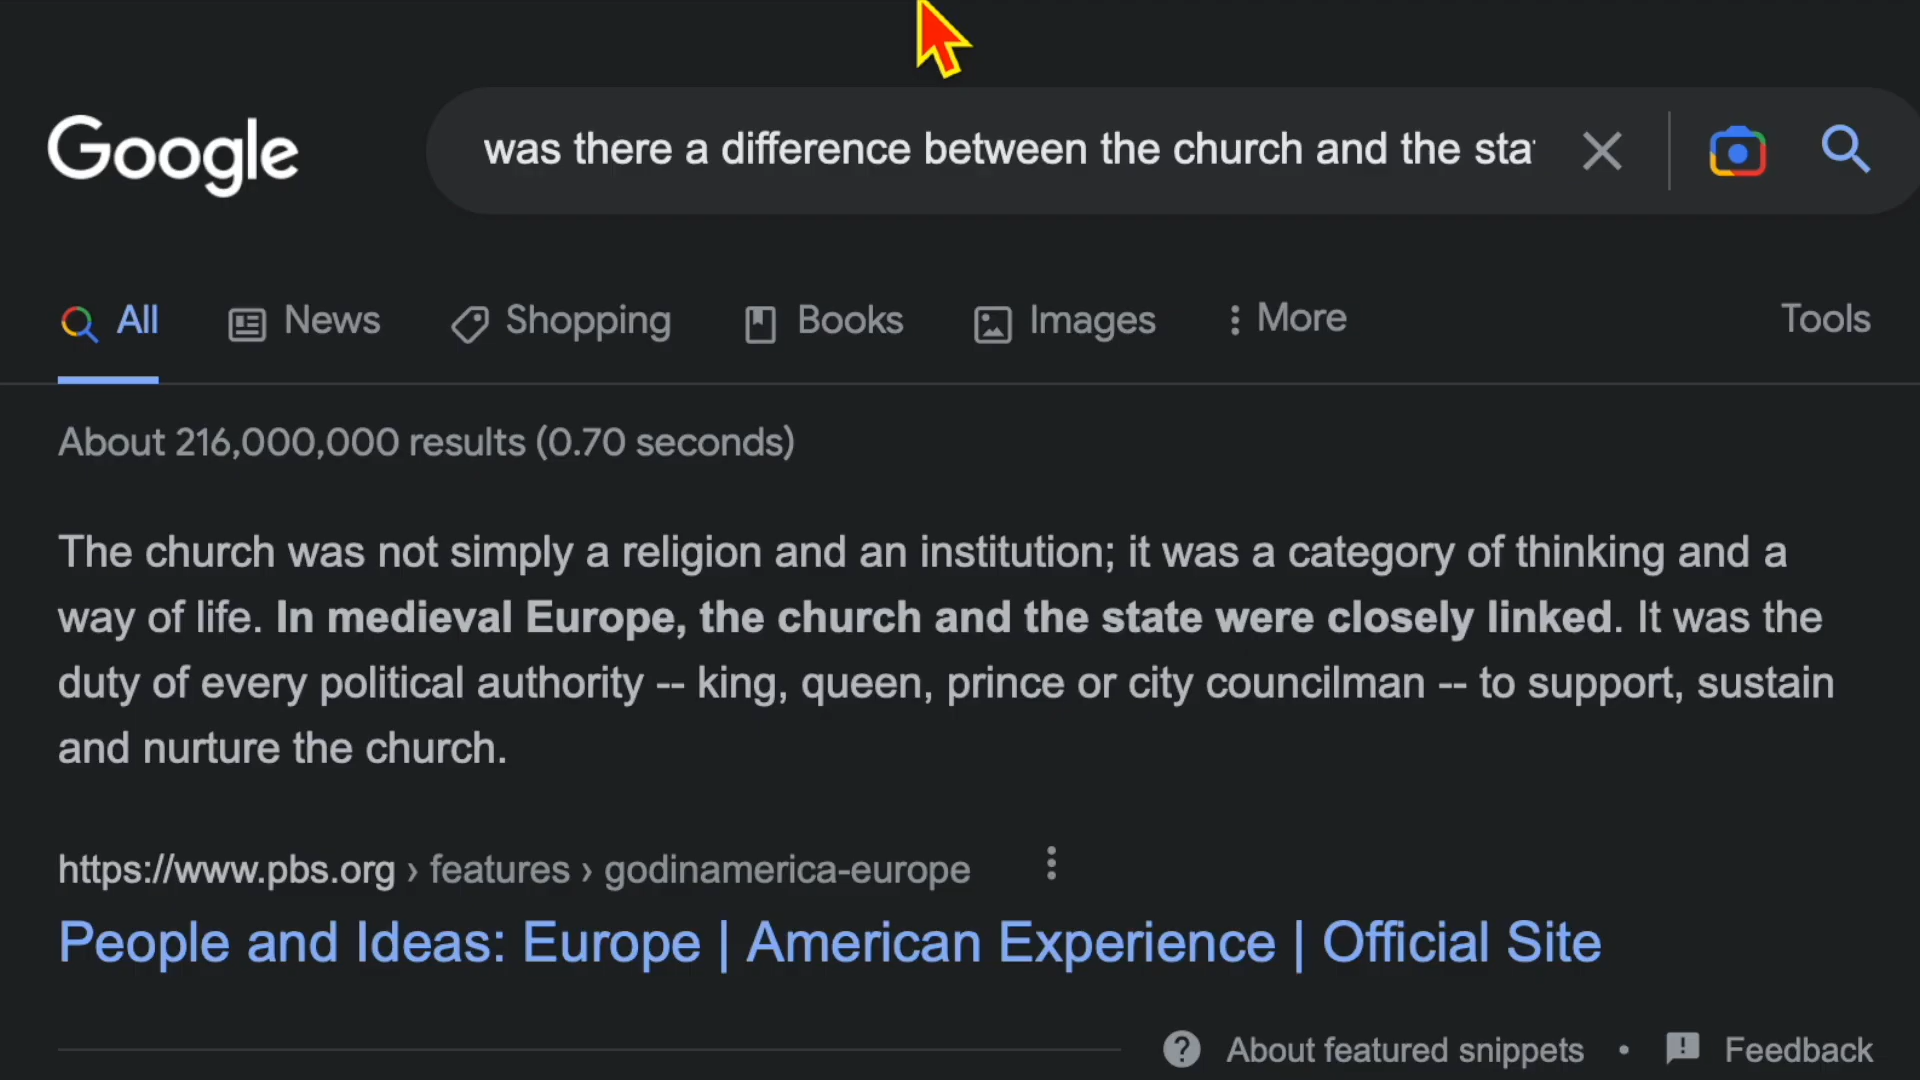 Google
was there a difference between the church and the sta
All News Shopping Books Images More Tools
About 216,000,000 results (0.70 seconds)
The church was not simply a religion and an institution; it was a category of thinking and a
way of life. In medieval Europe, the church and the state were closely linked. It was the
duty of every political authority -- king, queen, prince or city councilman -- to support, sustain
and nurture the church.
https://www.pbs.org › features › godinamerica-europe
People and Ideas: Europe | American Experience | Official Site
About featured snippets • Feedback